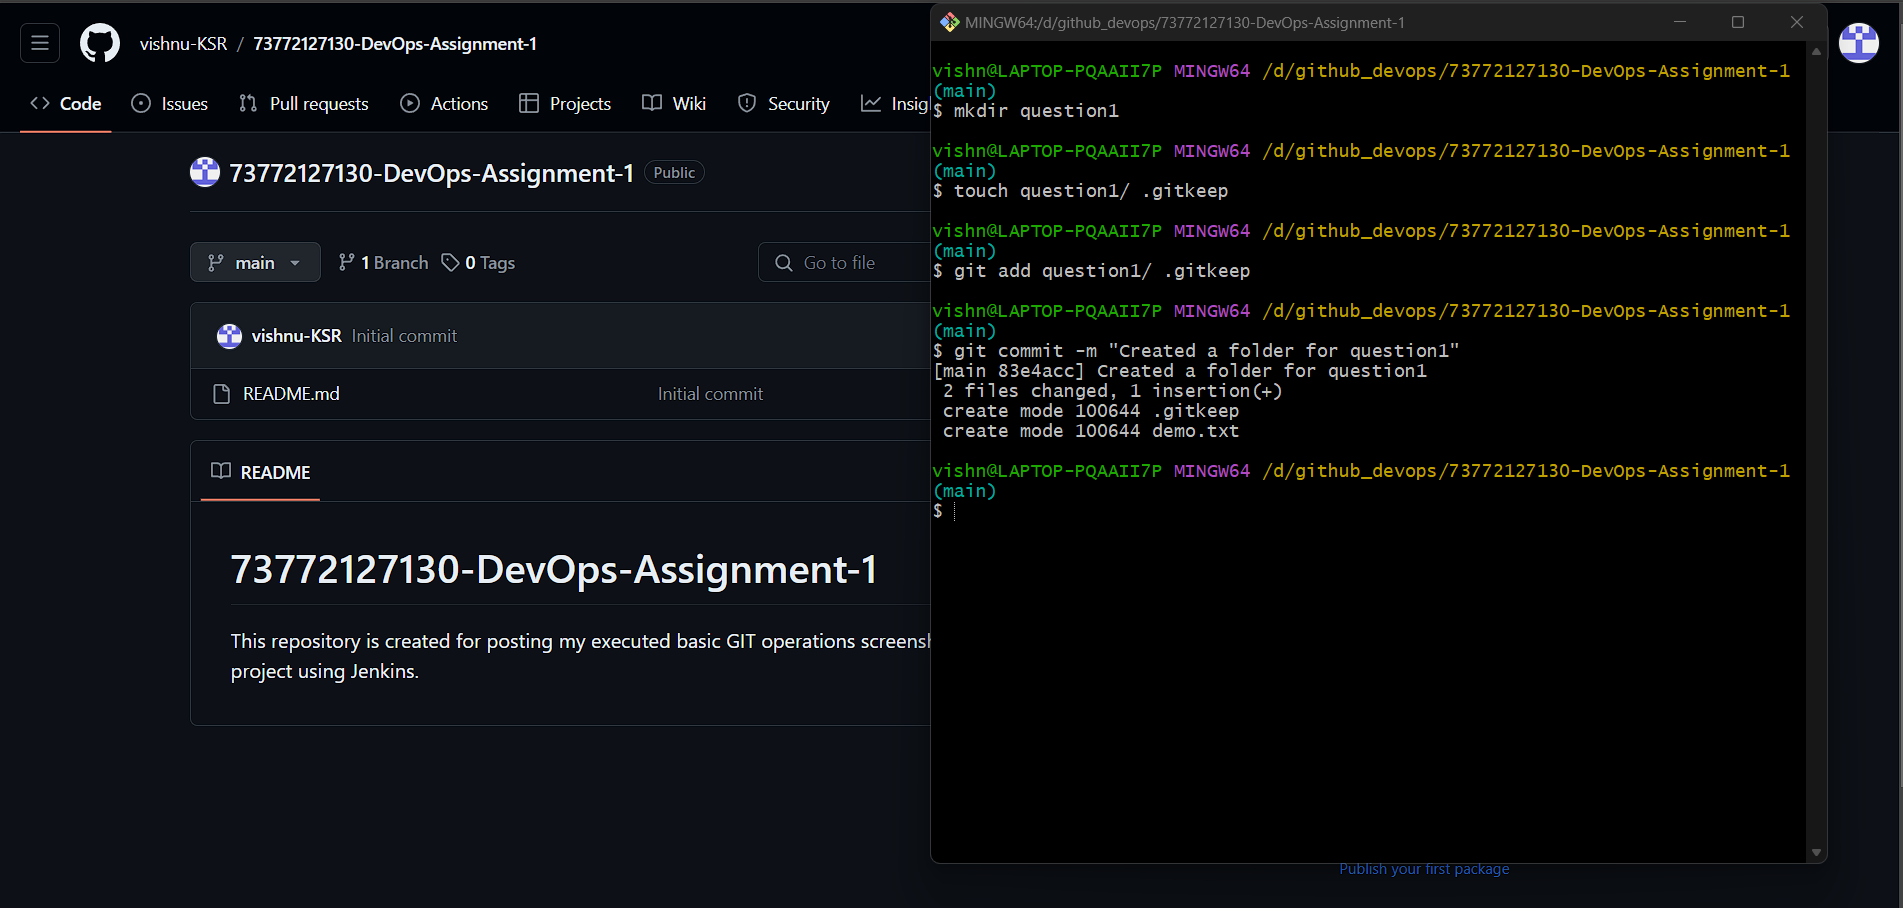 vishnu-KSR / 73772127130-DevOps-Assignment-1
Code Issues Pull requests Actions Projects Wiki Security Insig
73772127130-DevOps-Assignment-1 Public
main 1 Branch 0 Tags Go to file
vishnu-KSR Initial commit
README.md Initial commit
README
73772127130-DevOps-Assignment-1
This repository is created for posting my executed basic GIT operations screensh
project using Jenkins.
MINGW64:/d/github_devops/73772127130-DevOps-Assignment-1
vishn@LAPTOP-PQAAII7P MINGW64 /d/github_devops/73772127130-DevOps-Assignment-1
(main)
$ mkdir question1
vishn@LAPTOP-PQAAII7P MINGW64 /d/github_devops/73772127130-DevOps-Assignment-1
(main)
$ touch question1/ .gitkeep
vishn@LAPTOP-PQAAII7P MINGW64 /d/github_devops/73772127130-DevOps-Assignment-1
(main)
$ git add question1/ .gitkeep
vishn@LAPTOP-PQAAII7P MINGW64 /d/github_devops/73772127130-DevOps-Assignment-1
(main)
$ git commit -m "Created a folder for question1"
[main 83e4acc] Created a folder for question1
2 files changed, 1 insertion(+)
create mode 100644 .gitkeep
create mode 100644 demo.txt
vishn@LAPTOP-PQAAII7P MINGW64 /d/github_devops/73772127130-DevOps-Assignment-1
(main)
$
Publish your first package